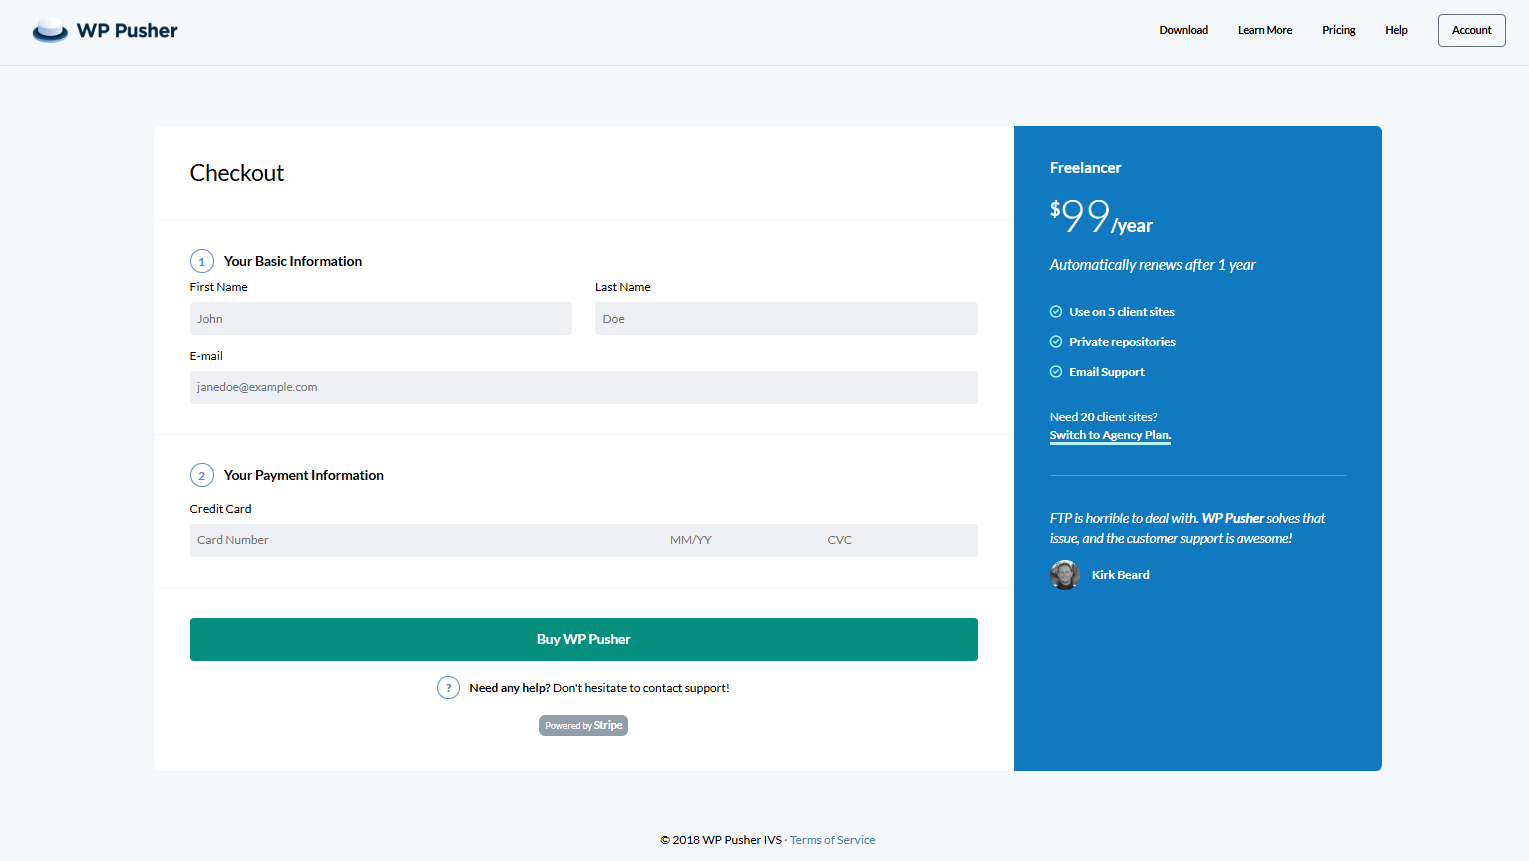 WP Pusher
Download Learn More Pricing Help Account
Checkout
1 Your Basic Information
First Name Last Name
John Doe
E-mail
janedoe@example.com
2 Your Payment Information
Credit Card
Card Number MM/YY CVC
Buy WP Pusher
? Need any help? Don't hesitate to contact support!
Powered by Stripe
Freelancer
$99/year
Automatically renews after 1 year
Use on 5 client sites
Private repositories
Email Support
Need 20 client sites?
Switch to Agency Plan.
FTP is horrible to deal with. WP Pusher solves that
issue, and the customer support is awesome!
Kirk Beard
© 2018 WP Pusher IVS · Terms of Service